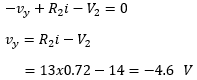 −v_y + R_2 i − V_2 = 0
v_y = R_2 i − V_2
= 13x0.72 − 14 = −4.6 V